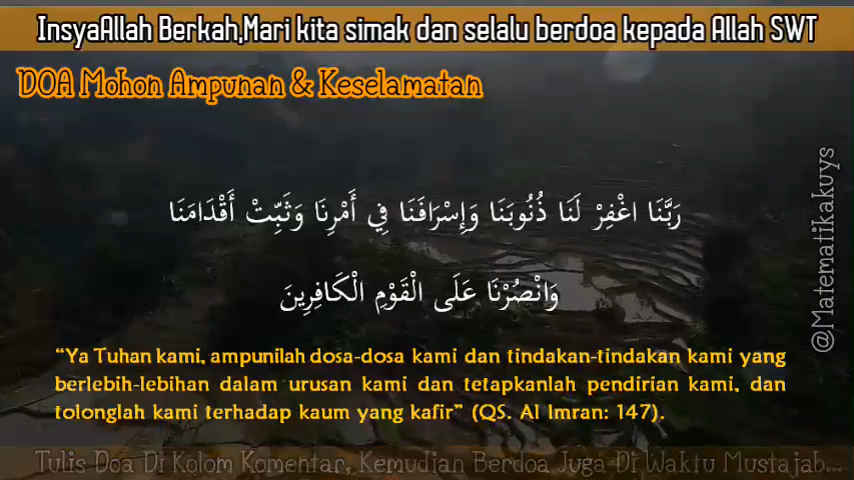 InsyaAllah Berkah,Mari kita simak dan selalu berdoa kepada Allah SWT
DOA Mohon Ampunan & Keselamatan
رَبَّنَا اغْفِرْ لَنَا ذُنُوبَنَا وَإِسْرَافَنَا فِي أَمْرِنَا وَثَبِّتْ أَقْدَامَنَا
وَانْصُرْنَا عَلَى الْقَوْمِ الْكَافِرِينَ
“Ya Tuhan kami, ampunilah dosa-dosa kami dan tindakan-tindakan kami yang
berlebih-lebihan dalam urusan kami dan tetapkanlah pendirian kami, dan
tolonglah kami terhadap kaum yang kafir” (QS. Al Imran: 147).
@Matematikakuys
Tulis Doa Di Kolom Komentar, Kemudian Berdoa Juga Di Waktu Mustajab...